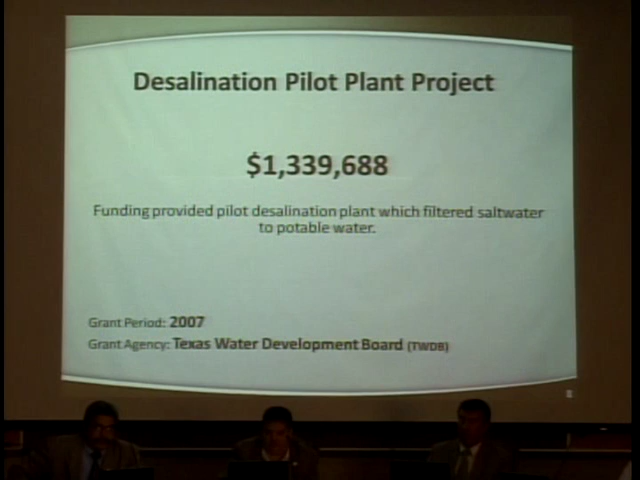 Desalination Pilot Plant Project
$1,339,688
Funding provided pilot desalination plant which filtered saltwater
to potable water.
Grant Period: 2007
Grant Agency: Texas Water Development Board (TWDB)
8